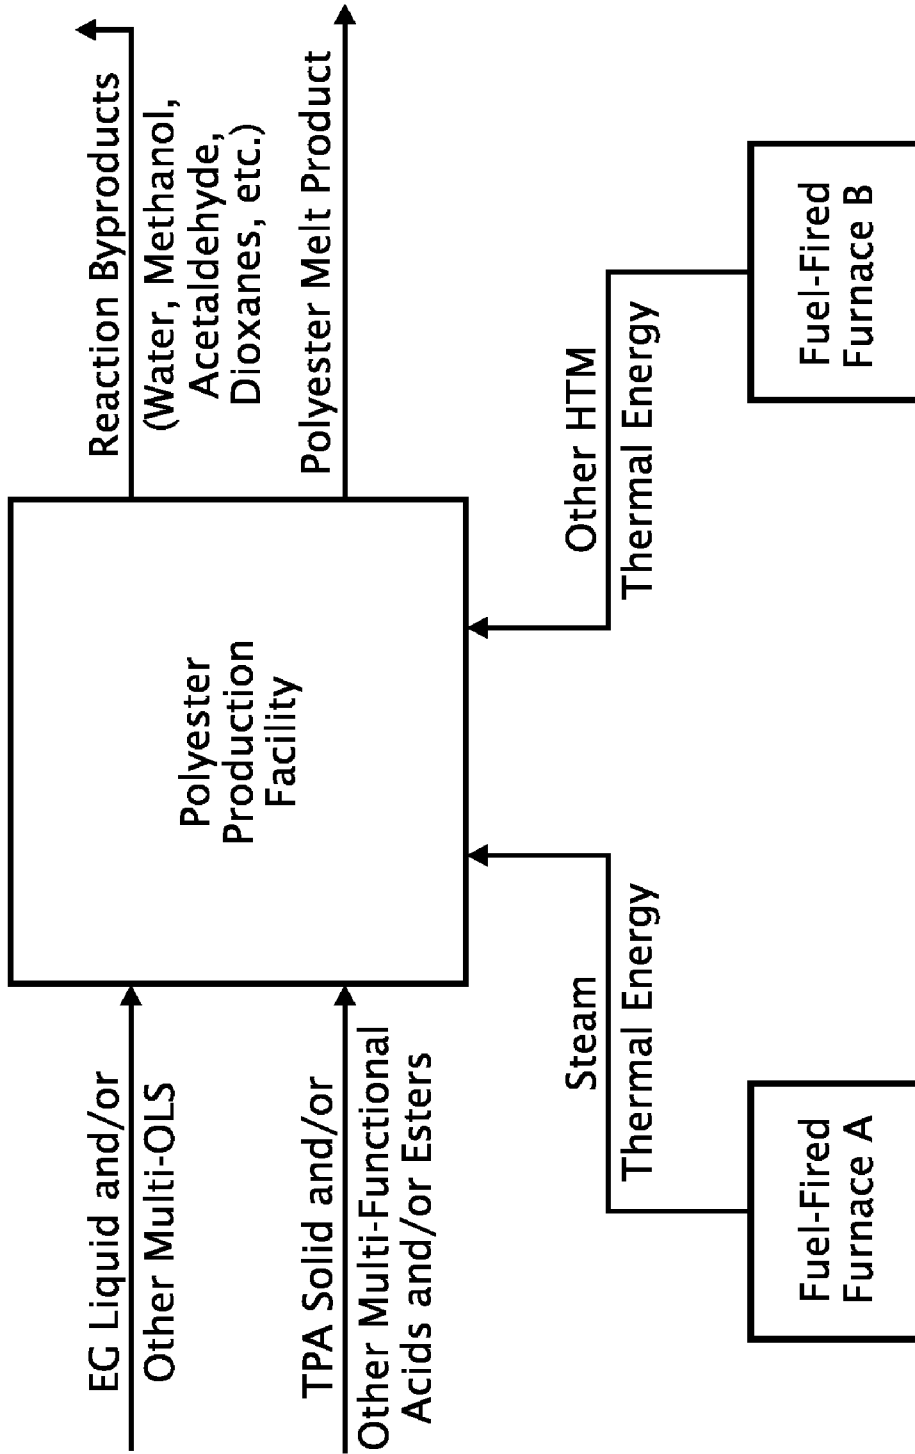 EG Liquid and/or
Other Multi-OLS
TPA Solid and/or
Other Multi-Functional
Acids and/or Esters
Polyester
Production
Facility
Reaction Byproducts
(Water, Methanol,
Acetaldehyde,
Dioxanes, etc.)
Polyester Melt Product
Steam
Thermal Energy
Other HTM
Thermal Energy
Fuel-Fired
Furnace A
Fuel-Fired
Furnace B